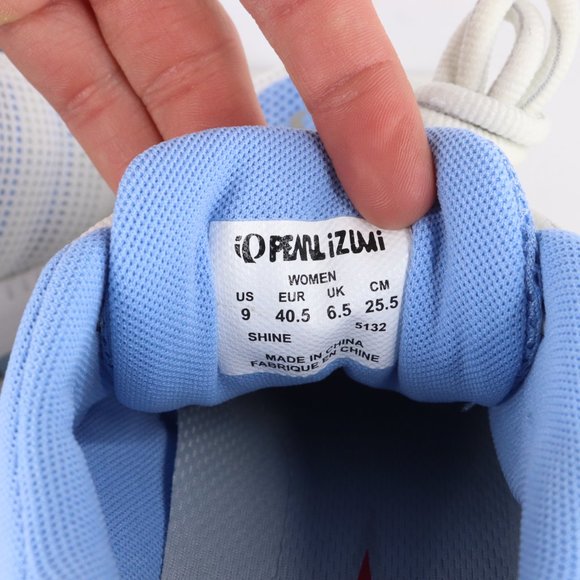 PEARL iZUMi
WOMEN
US EUR UK CM
9 40.5 6.5 25.5
SHINE 5132
MADE IN CHINA
FABRIQUE EN CHINE